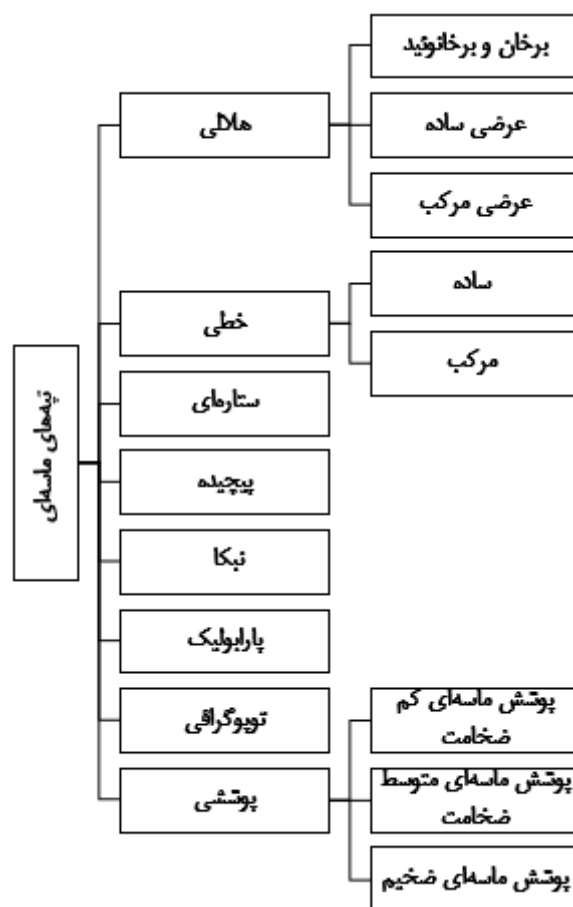 تپه‌های ماسه‌ای
هلالی
برخان و برخانوئید
عرضی ساده
عرضی مرکب
خطی
ساده
مرکب
ستاره‌ای
پیچیده
نبکا
پارابولیک
توپوگرافی
پوششی
پوشش ماسه‌ای کم
ضخامت
پوشش ماسه‌ای متوسط
ضخامت
پوشش ماسه‌ای ضخیم